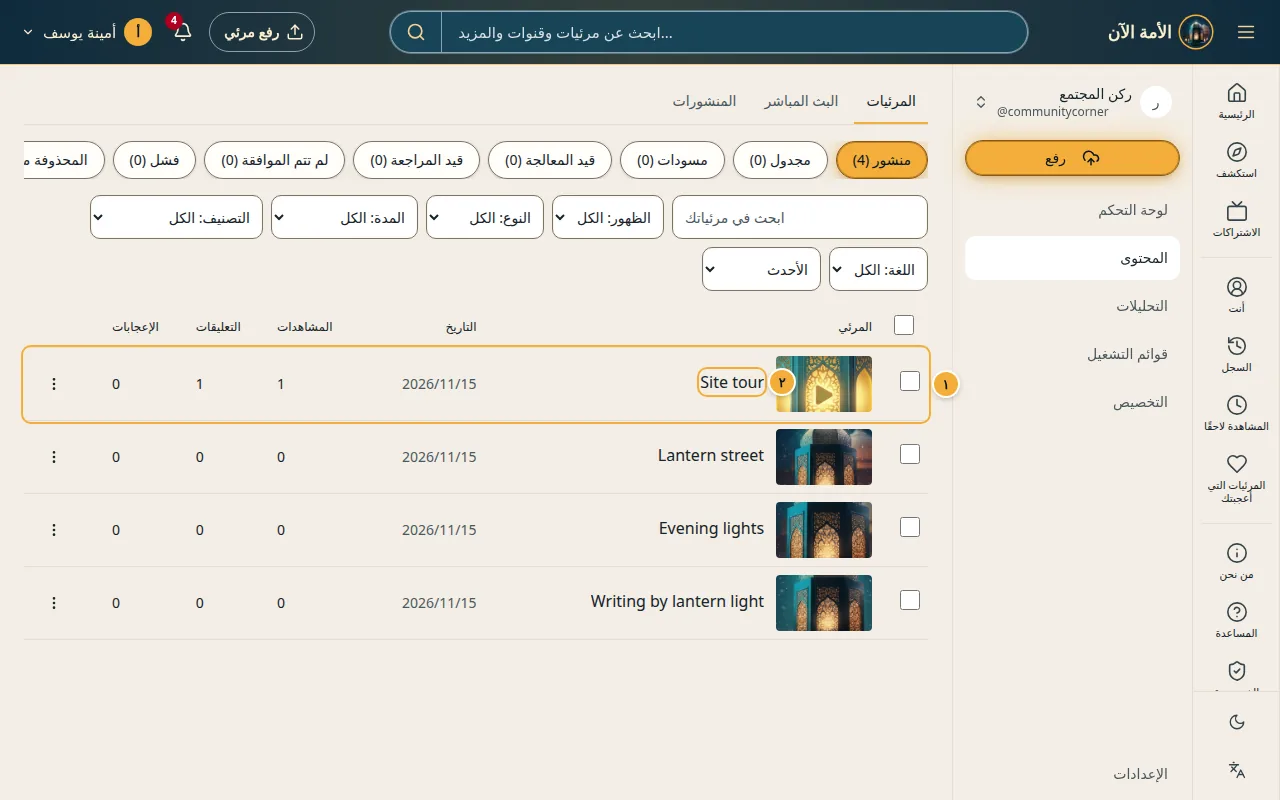 الأمة الآن
ابحث عن مرئيات وقنوات والمزيد...
رفع مرئي
4
أ
أمينة يوسف
الرئيسية
استكشف
الاشتراكات
أنت
السجل
المشاهدة لاحقًا
المرئيات التي أعجبتك
من نحن
المساعدة
ر
ركن المجتمع
@communitycorner
رفع
لوحة التحكم
المحتوى
التحليلات
قوائم التشغيل
التخصيص
الإعدادات
المرئيات
البث المباشر
المنشورات
منشور (4)
مجدول (0)
مسودات (0)
قيد المعالجة (0)
قيد المراجعة (0)
لم تتم الموافقة (0)
فشل (0)
المحذوفة
ابحث في مرئياتك
الظهور: الكل
النوع: الكل
المدة: الكل
التصنيف: الكل
اللغة: الكل
الأحدث
المرئي التاريخ المشاهدات التعليقات الإعجابات
١ ٢ Site tour 2026/11/15 1 1 0
Lantern street 2026/11/15 0 0 0
Evening lights 2026/11/15 0 0 0
Writing by lantern light 2026/11/15 0 0 0